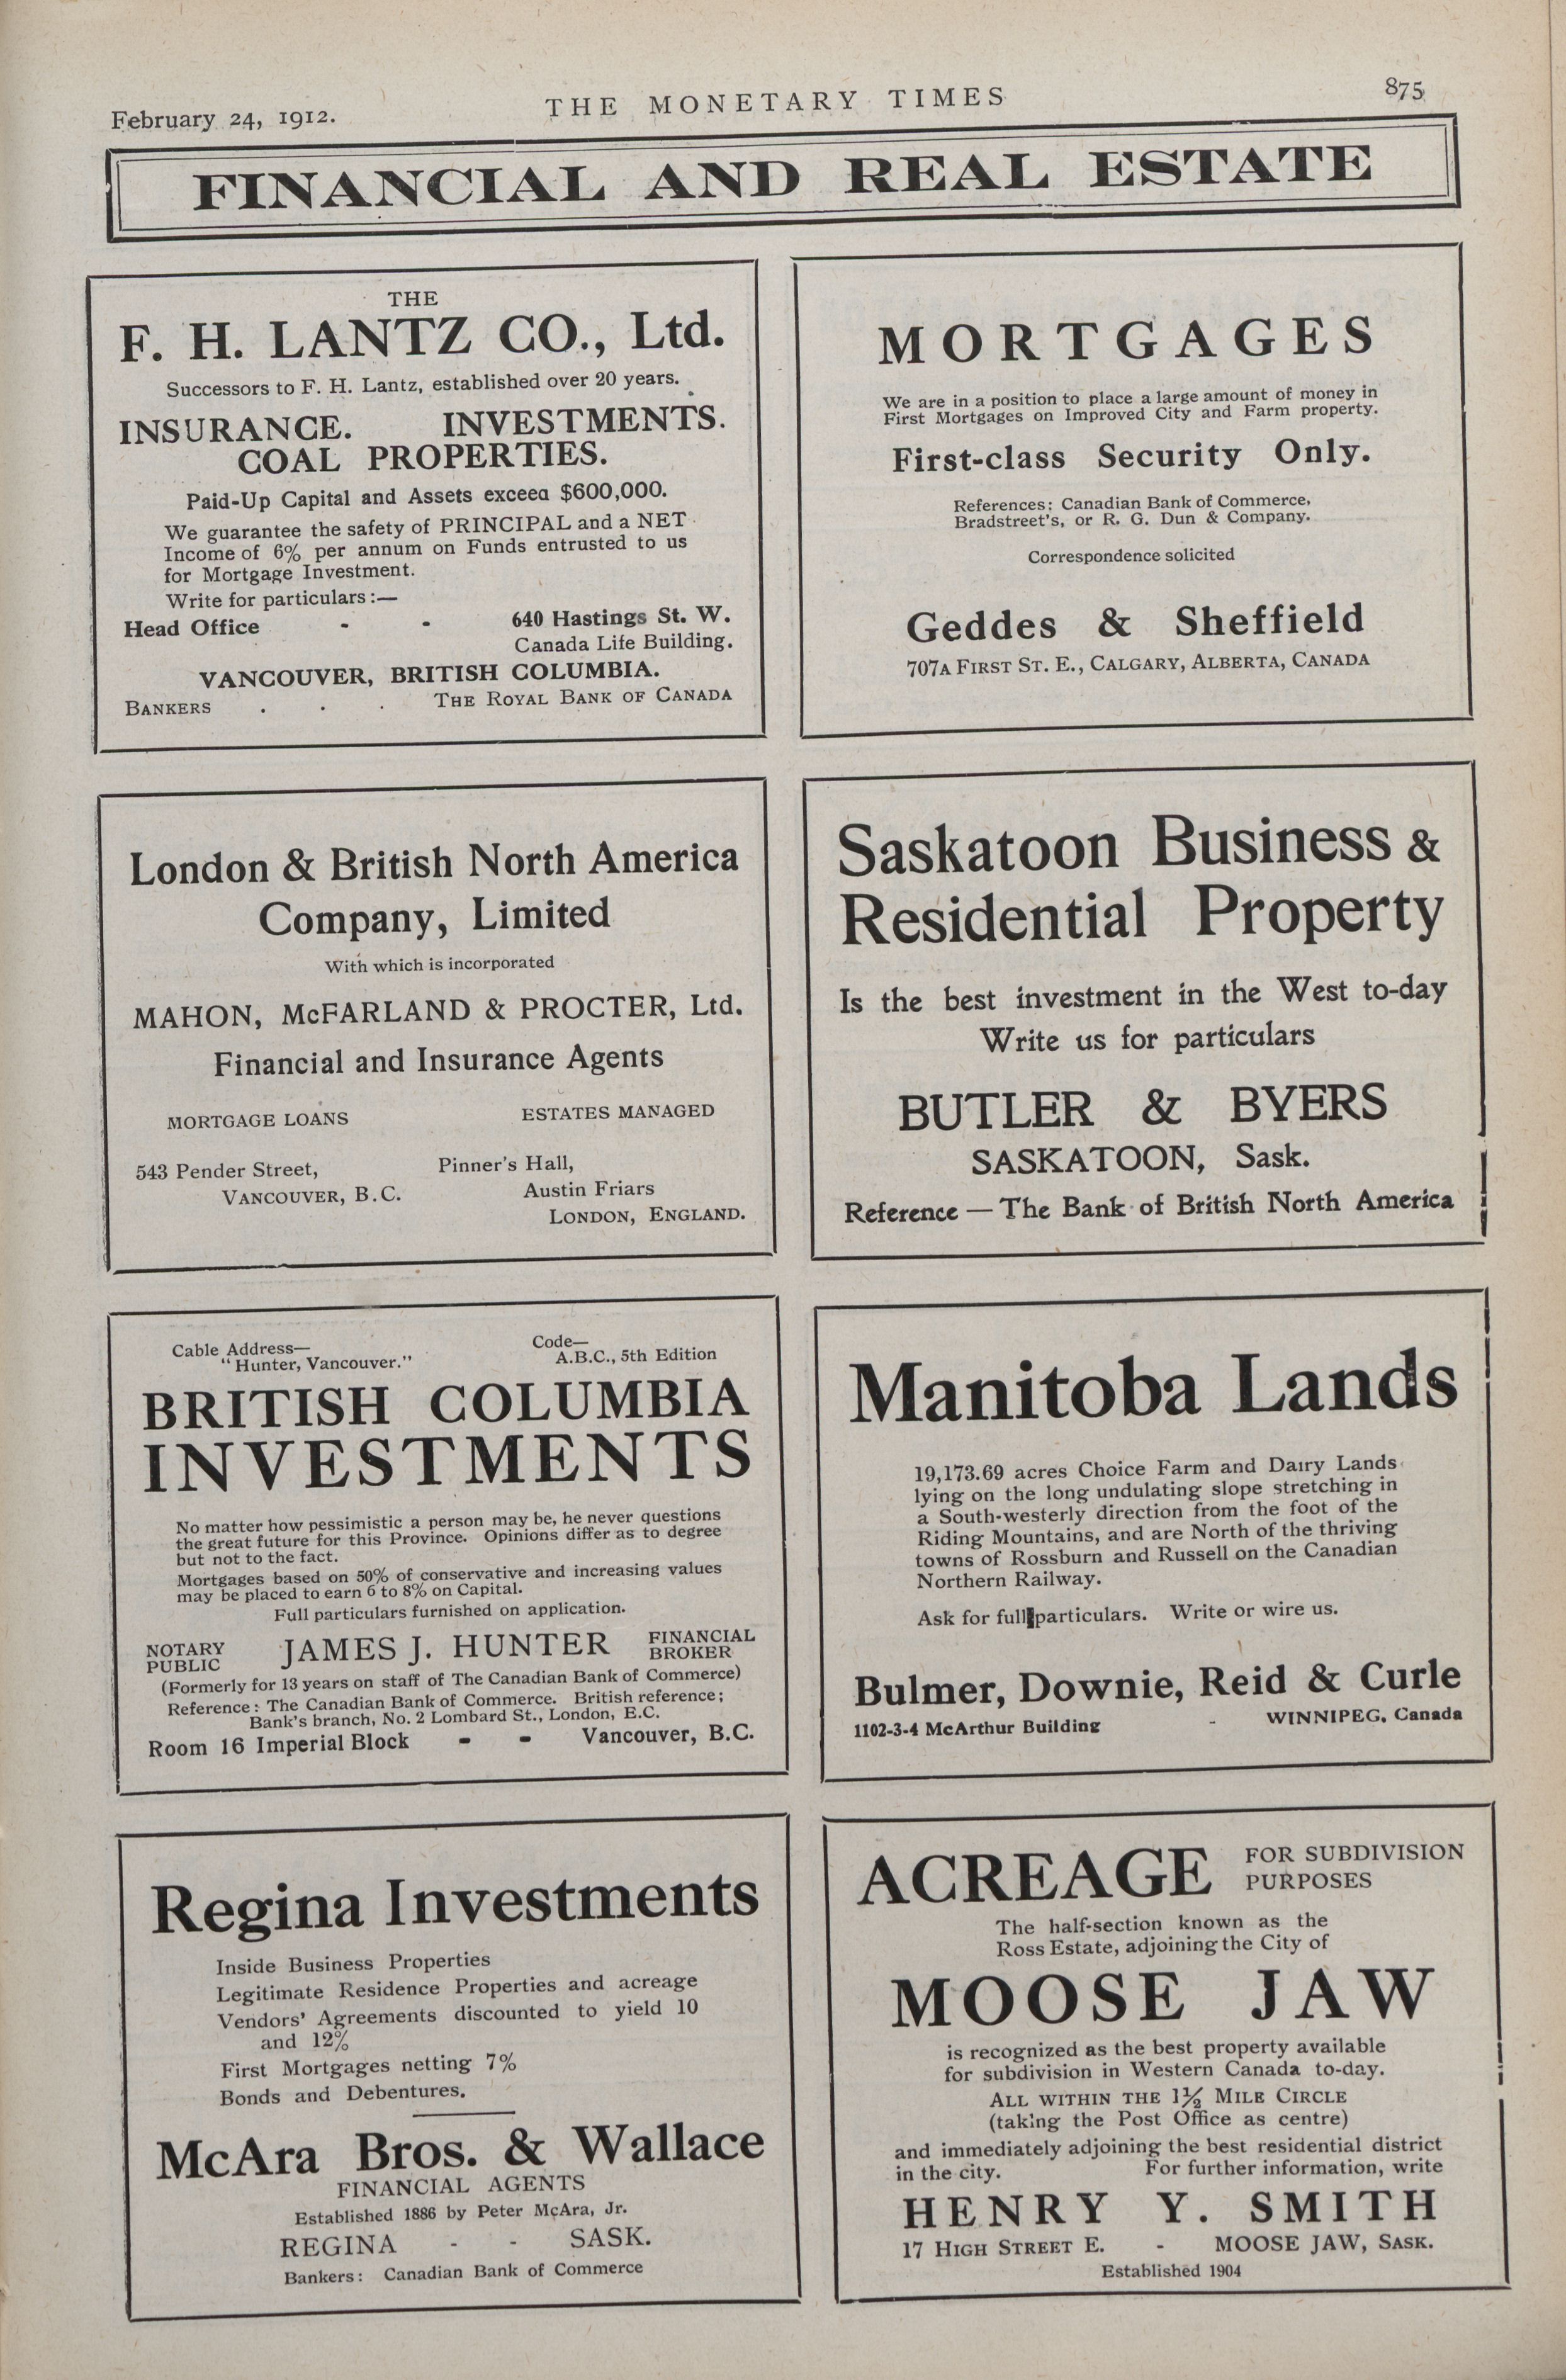 February 24, 1912.
THE MONETARY TIMES
875
FINANCIAL AND REAL ESTATE
THE
F. H. LANTZ CO., Ltd.
Successors to F. H. Lantz, established over 20 years.
INSURANCE. INVESTMENTS.
COAL PROPERTIES.
Paid-Up Capital and Assets exceed $600,000.
We guarantee the safety of PRINCIPAL and a NET
Income of 6% per annum on Funds entrusted to us
for Mortgage Investment.
Write for particulars:—
Head Office - - 640 Hastings St. W.
Canada Life Building.
VANCOUVER, BRITISH COLUMBIA.
BANKERS . . . THE ROYAL BANK OF CANADA
MORTGAGES
We are in a position to place a large amount of money in
First Mortgages on Improved City and Farm property.
First-class Security Only.
References: Canadian Bank of Commerce,
Bradstreet's, or R. G. Dun & Company.
Correspondence solicited
Geddes & Sheffield
707A FIRST ST. E., CALGARY, ALBERTA, CANADA
London & British North America
Company, Limited
With which is incorporated
MAHON, McFARLAND & PROCTER, Ltd.
Financial and Insurance Agents
MORTGAGE LOANS ESTATES MANAGED
543 Pender Street,
VANCOUVER, B.C.
Pinner's Hall,
Austin Friars
LONDON, ENGLAND.
Saskatoon Business &
Residential Property
Is the best investment in the West to-day
Write us for particulars
BUTLER & BYERS
SASKATOON, Sask.
Reference — The Bank of British North America
Cable Address—
"Hunter, Vancouver."
Code—
A.B.C., 5th Edition
BRITISH COLUMBIA
INVESTMENTS
No matter how pessimistic a person may be, he never questions
the great future for this Province. Opinions differ as to degree
but not to the fact.
Mortgages based on 50% of conservative and increasing values
may be placed to earn 6 to 8% on Capital.
Full particulars furnished on application.
NOTARY
PUBLIC
JAMES J. HUNTER
FINANCIAL
BROKER
(Formerly for 13 years on staff of The Canadian Bank of Commerce)
Reference: The Canadian Bank of Commerce. British reference;
Bank's branch, No. 2 Lombard St., London, E.C.
Room 16 Imperial Block - - Vancouver, B.C.
Manitoba Lands
19,173.69 acres Choice Farm and Dairy Lands
lying on the long undulating slope stretching in
a South-westerly direction from the foot of the
Riding Mountains, and are North of the thriving
towns of Rossburn and Russell on the Canadian
Northern Railway.
Ask for full particulars. Write or wire us.
Bulmer, Downie, Reid & Curle
1102-3-4 McArthur Building - WINNIPEG, Canada
Regina Investments
Inside Business Properties
Legitimate Residence Properties and acreage
Vendors' Agreements discounted to yield 10
and 12%
First Mortgages netting 7%
Bonds and Debentures.
McAra Bros. & Wallace
FINANCIAL AGENTS
Established 1886 by Peter McAra, Jr.
REGINA - - SASK.
Bankers: Canadian Bank of Commerce
ACREAGE
FOR SUBDIVISION
PURPOSES
The half-section known as the
Ross Estate, adjoining the City of
MOOSE JAW
is recognized as the best property available
for subdivision in Western Canada to-day.
ALL WITHIN THE 1½ MILE CIRCLE
(taking the Post Office as centre)
and immediately adjoining the best residential district
in the city. For further information, write
HENRY Y. SMITH
17 HIGH STREET E. - MOOSE JAW, SASK.
Established 1904